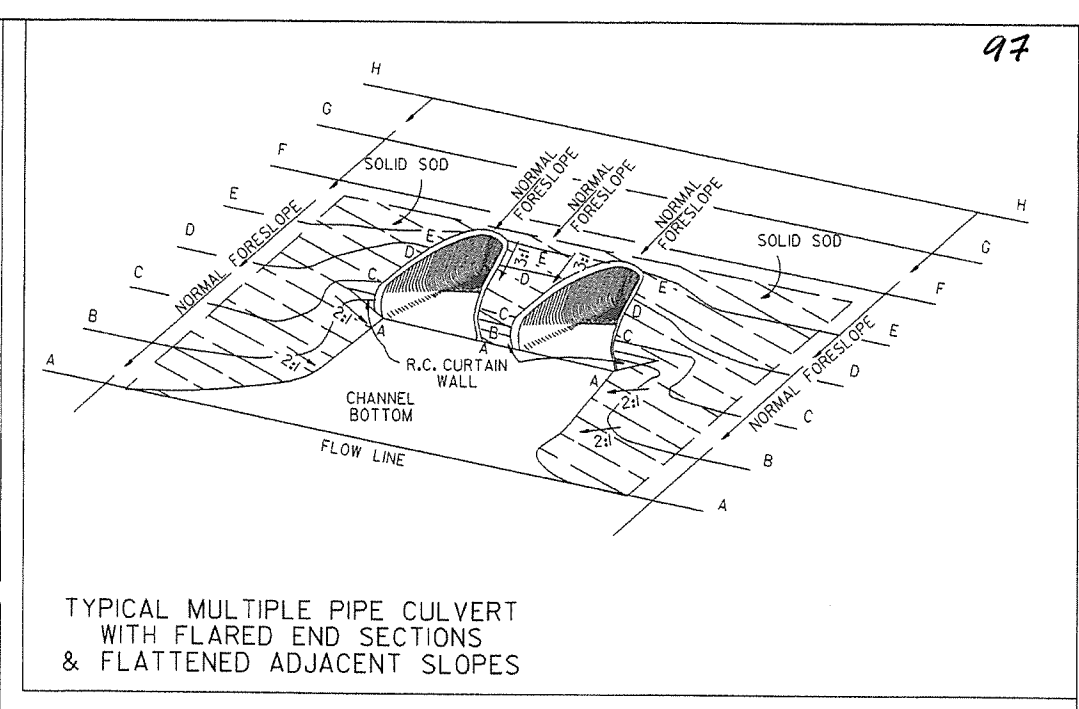 97
H
G
F
E
D
C
B
A
SOLID SOD
NORMAL FORESLOPE
NORMAL
FORESLOPE
NORMAL
FORESLOPE
NORMAL
FORESLOPE
SOLID SOD
H
G
F
E
D
C
B
A
NORMAL FORESLOPE
E
D
C
A
3:1
E
D
C
B
A
3:1
E
D
C
A
2:1
2:1
2:1
2:1
R.C. CURTAIN
WALL
CHANNEL
BOTTOM
FLOW LINE
TYPICAL MULTIPLE PIPE CULVERT
WITH FLARED END SECTIONS
& FLATTENED ADJACENT SLOPES